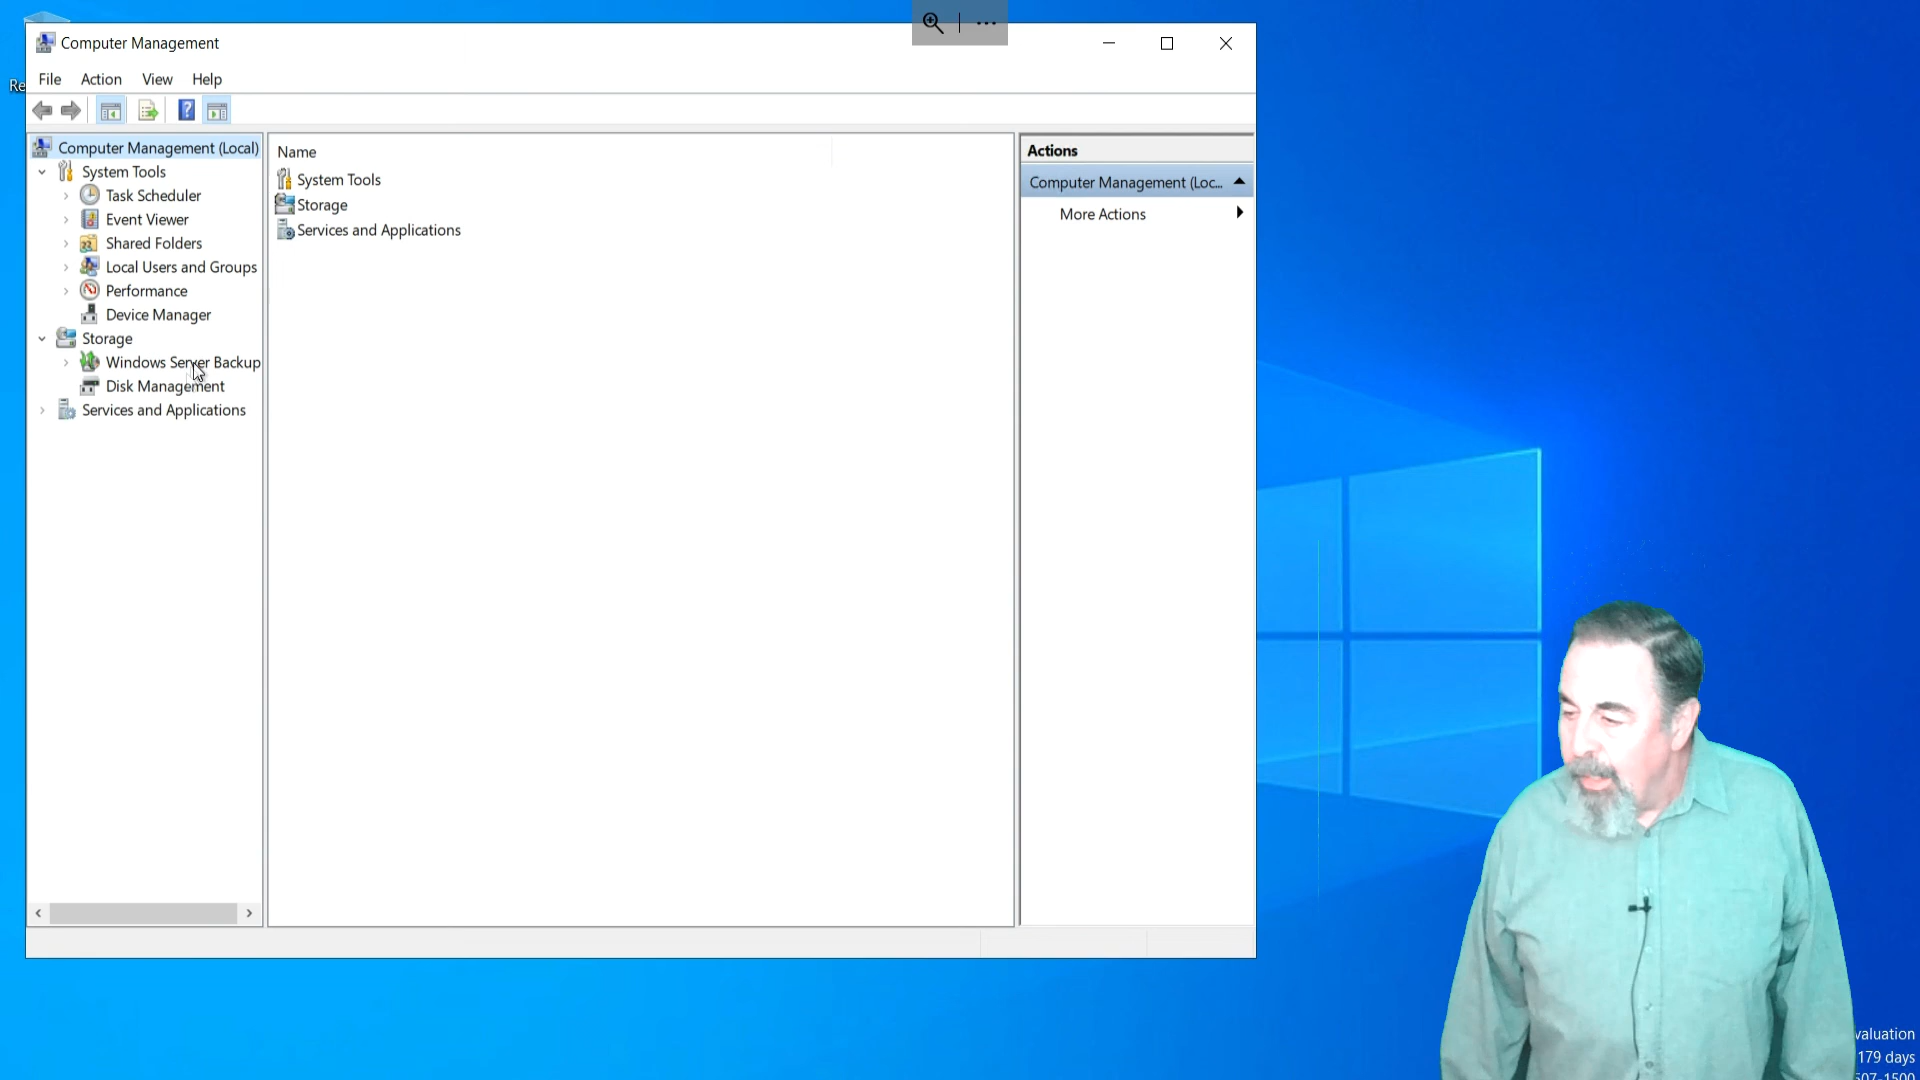 Computer Management
Re
File Action View Help
Computer Management (Local)
System Tools
Task Scheduler
Event Viewer
Shared Folders
Local Users and Groups
Performance
Device Manager
Storage
Windows Server Backup
Disk Management
Services and Applications
Name
System Tools
Storage
Services and Applications
Actions
Computer Management (Loc...
More Actions
valuation
179 days
507-1500